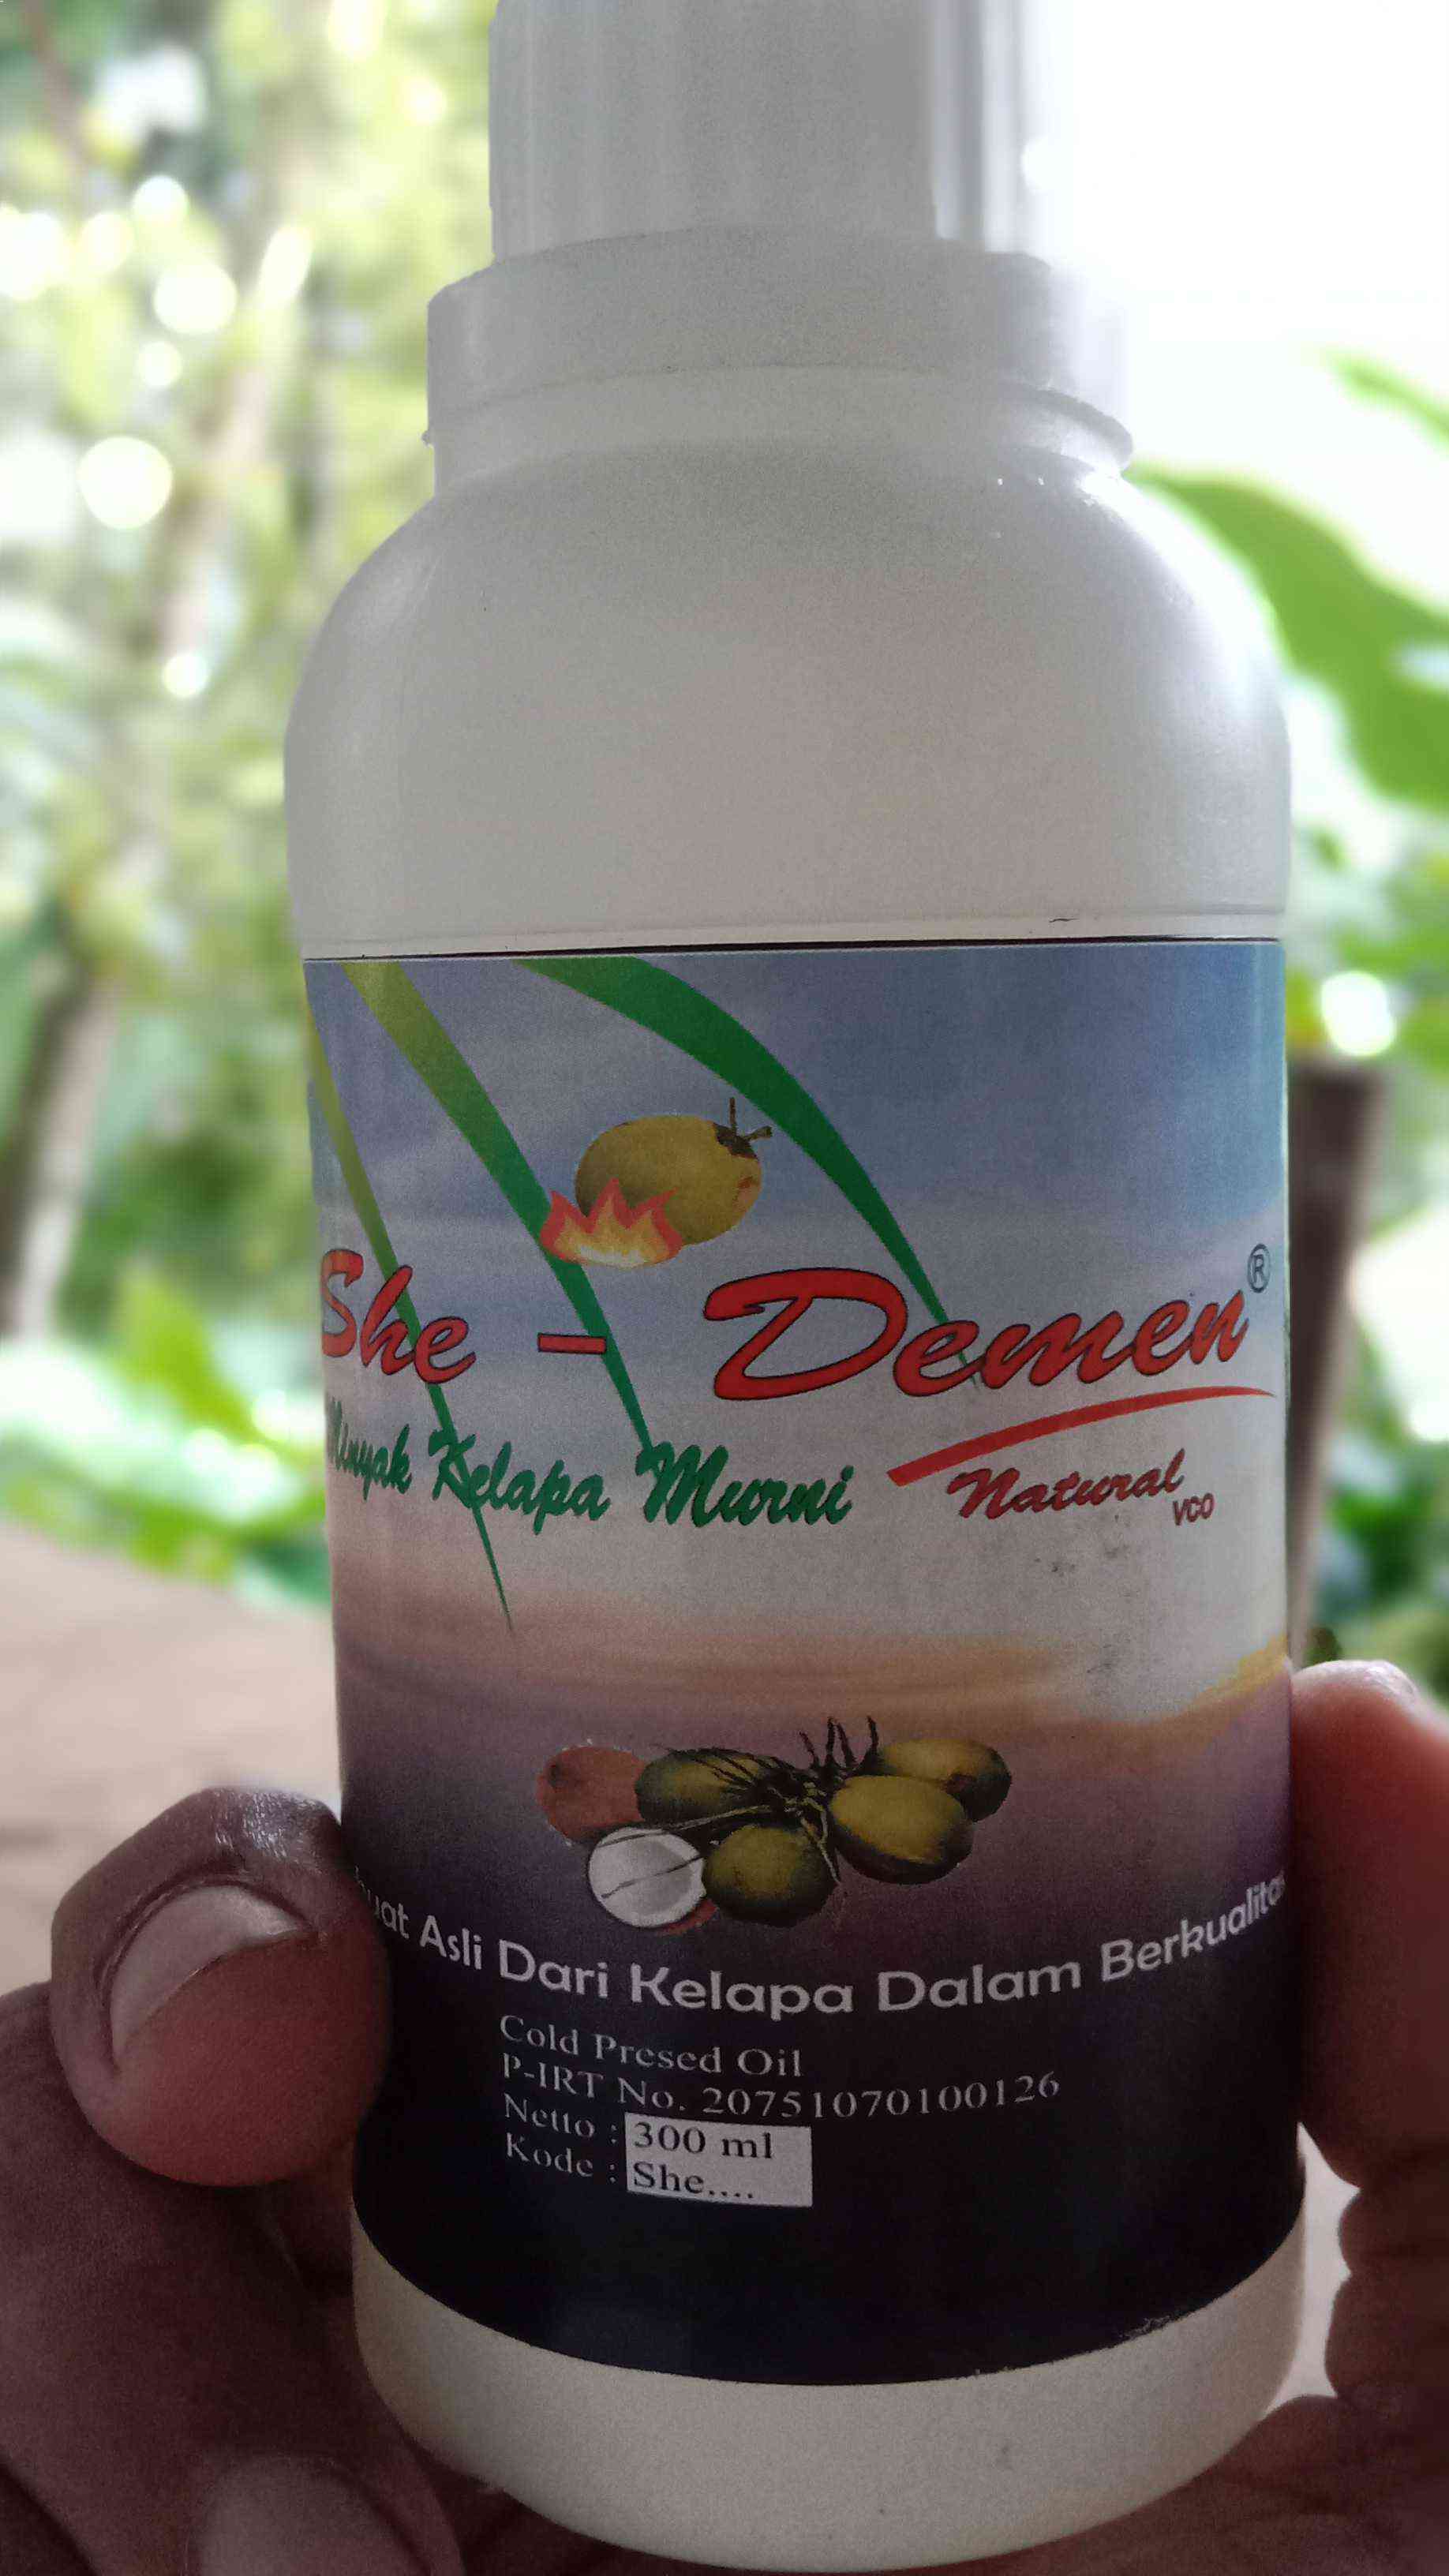 She - Demen®
Minyak Kelapa Murni
Natural
VCO
Asli Dari Kelapa Dalam
Cold Presed Oil
P-IRT No. 20751070100126
Netto : 300 ml
Kode : She....